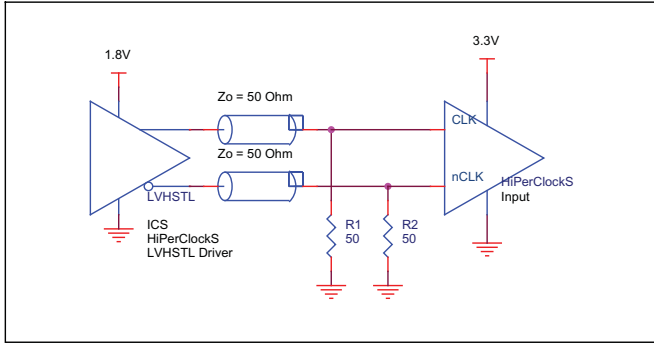 1.8V
3.3V
Zo = 50 Ohm
CLK
Zo = 50 Ohm
nCLK
HiPerClockS
Input
LVHSTL
ICS
HiPerClockS
LVHSTL Driver
R1
50
R2
50